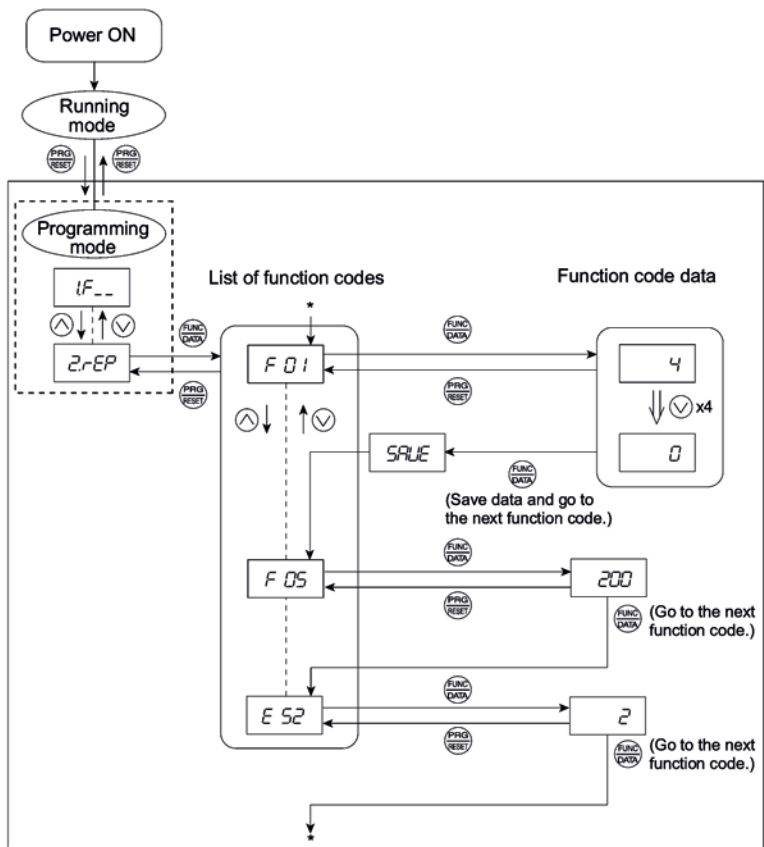 Power ON
Running
mode
PRG
RESET
PRG
RESET
Programming
mode
1.F__
2.rEP
FUNC
DATA
PRG
RESET
List of function codes
*
F 01
FUNC
DATA
PRG
RESET
Function code data
4
x4
0
SAVE
FUNC
DATA
(Save data and go to
the next function code.)
F 05
FUNC
DATA
PRG
RESET
200
FUNC
DATA
(Go to the next
function code.)
E 52
FUNC
DATA
PRG
RESET
2
FUNC
DATA
(Go to the next
function code.)
*